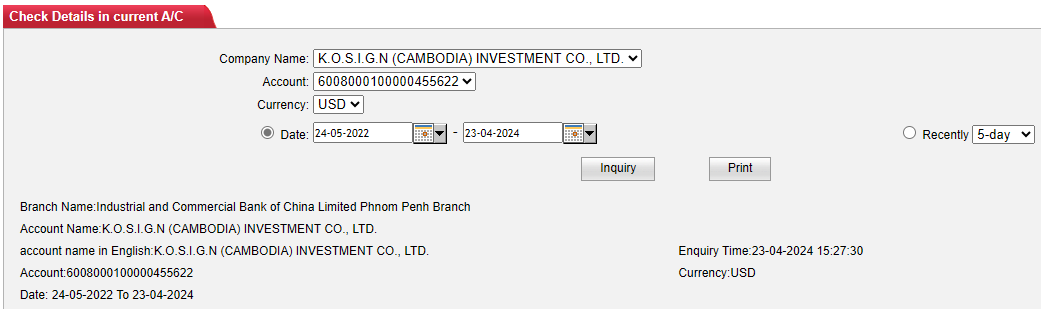 Check Details in current A/C
Company Name: K.O.S.I.G.N (CAMBODIA) INVESTMENT CO., LTD.
Account: 6008000100000455622
Currency: USD
Date: 24-05-2022 - 23-04-2024 Recently 5-day
Inquiry Print
Branch Name:Industrial and Commercial Bank of China Limited Phnom Penh Branch
Account Name:K.O.S.I.G.N (CAMBODIA) INVESTMENT CO., LTD.
account name in English:K.O.S.I.G.N (CAMBODIA) INVESTMENT CO., LTD. Enquiry Time:23-04-2024 15:27:30
Account:6008000100000455622 Currency:USD
Date: 24-05-2022 To 23-04-2024